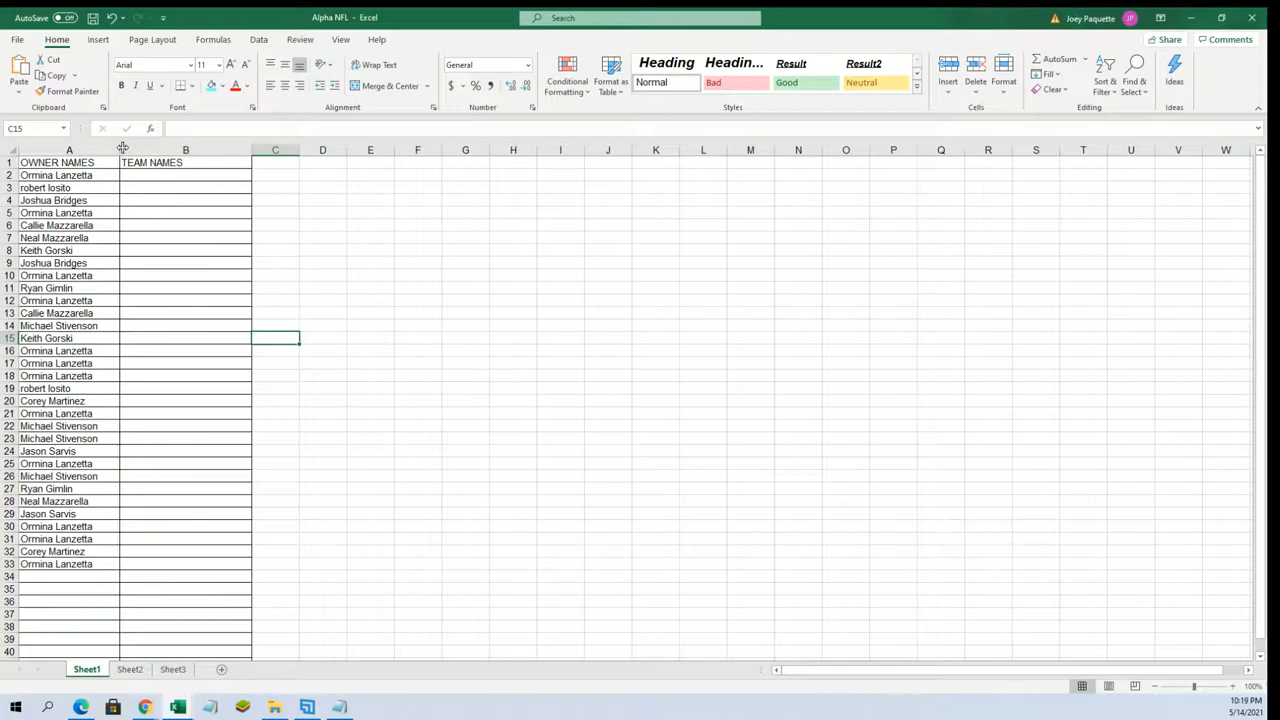 AutoSave Off Alpha NFL - Excel Search Joey Paquette JP
File Home Insert Page Layout Formulas Data Review View Help Share Comments
Paste Cut Copy Format Painter Clipboard
Arial 11 A A B I U A Font
Wrap Text Merge & Center Alignment
General $ % Number
Conditional Formatting Format as Table
Heading Headin... Result Result2
Normal Bad Good Neutral
Styles
Insert Delete Format Cells
AutoSum Fill Clear Sort & Filter Find & Select Editing
Ideas Ideas
C15 fx
A B C D E F G H I J K L M N O P Q R S T U V W
1 OWNER NAMES TEAM NAMES
2 Ormina Lanzetta
3 robert losito
4 Joshua Bridges
5 Ormina Lanzetta
6 Callie Mazzarella
7 Neal Mazzarella
8 Keith Gorski
9 Joshua Bridges
10 Ormina Lanzetta
11 Ryan Gimlin
12 Ormina Lanzetta
13 Callie Mazzarella
14 Michael Stivenson
15 Keith Gorski
16 Ormina Lanzetta
17 Ormina Lanzetta
18 Ormina Lanzetta
19 robert losito
20 Corey Martinez
21 Ormina Lanzetta
22 Michael Stivenson
23 Michael Stivenson
24 Jason Sarvis
25 Ormina Lanzetta
26 Michael Stivenson
27 Ryan Gimlin
28 Neal Mazzarella
29 Jason Sarvis
30 Ormina Lanzetta
31 Ormina Lanzetta
32 Corey Martinez
33 Ormina Lanzetta
34
35
36
37
38
39
40
Sheet1 Sheet2 Sheet3
100%
10:19 PM
5/14/2021